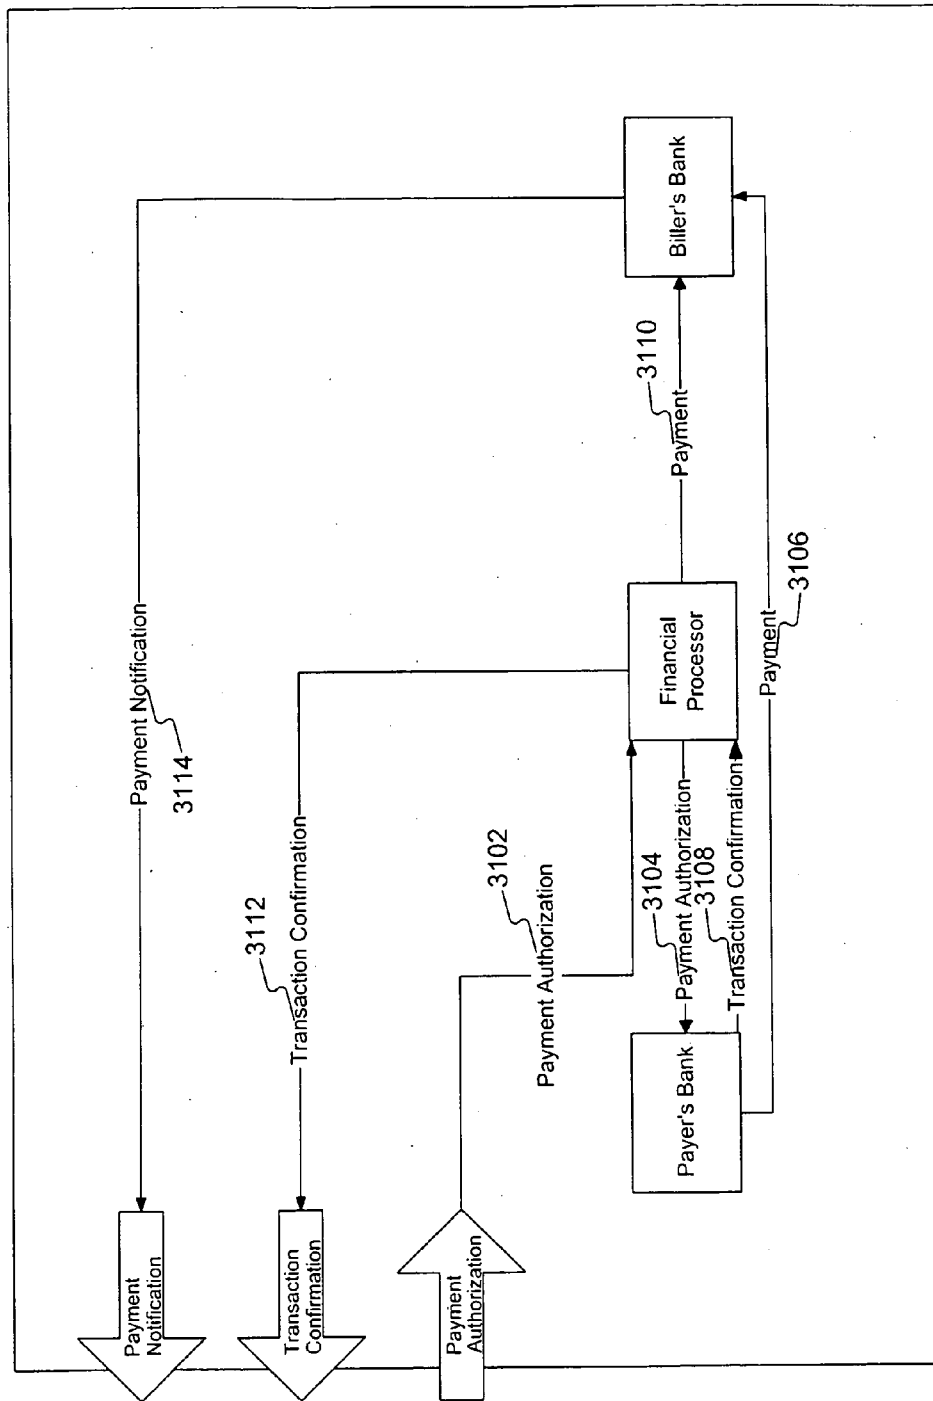 Payment
Notification
Payment Notification
3114
Transaction
Confirmation
Transaction Confirmation
3112
Payment
Authorization
Payment Authorization
3102
Payer's Bank
Payment Authorization
3104
Transaction Confirmation
3108
Financial
Processor
Payment
3110
Biller's Bank
Payment
3106